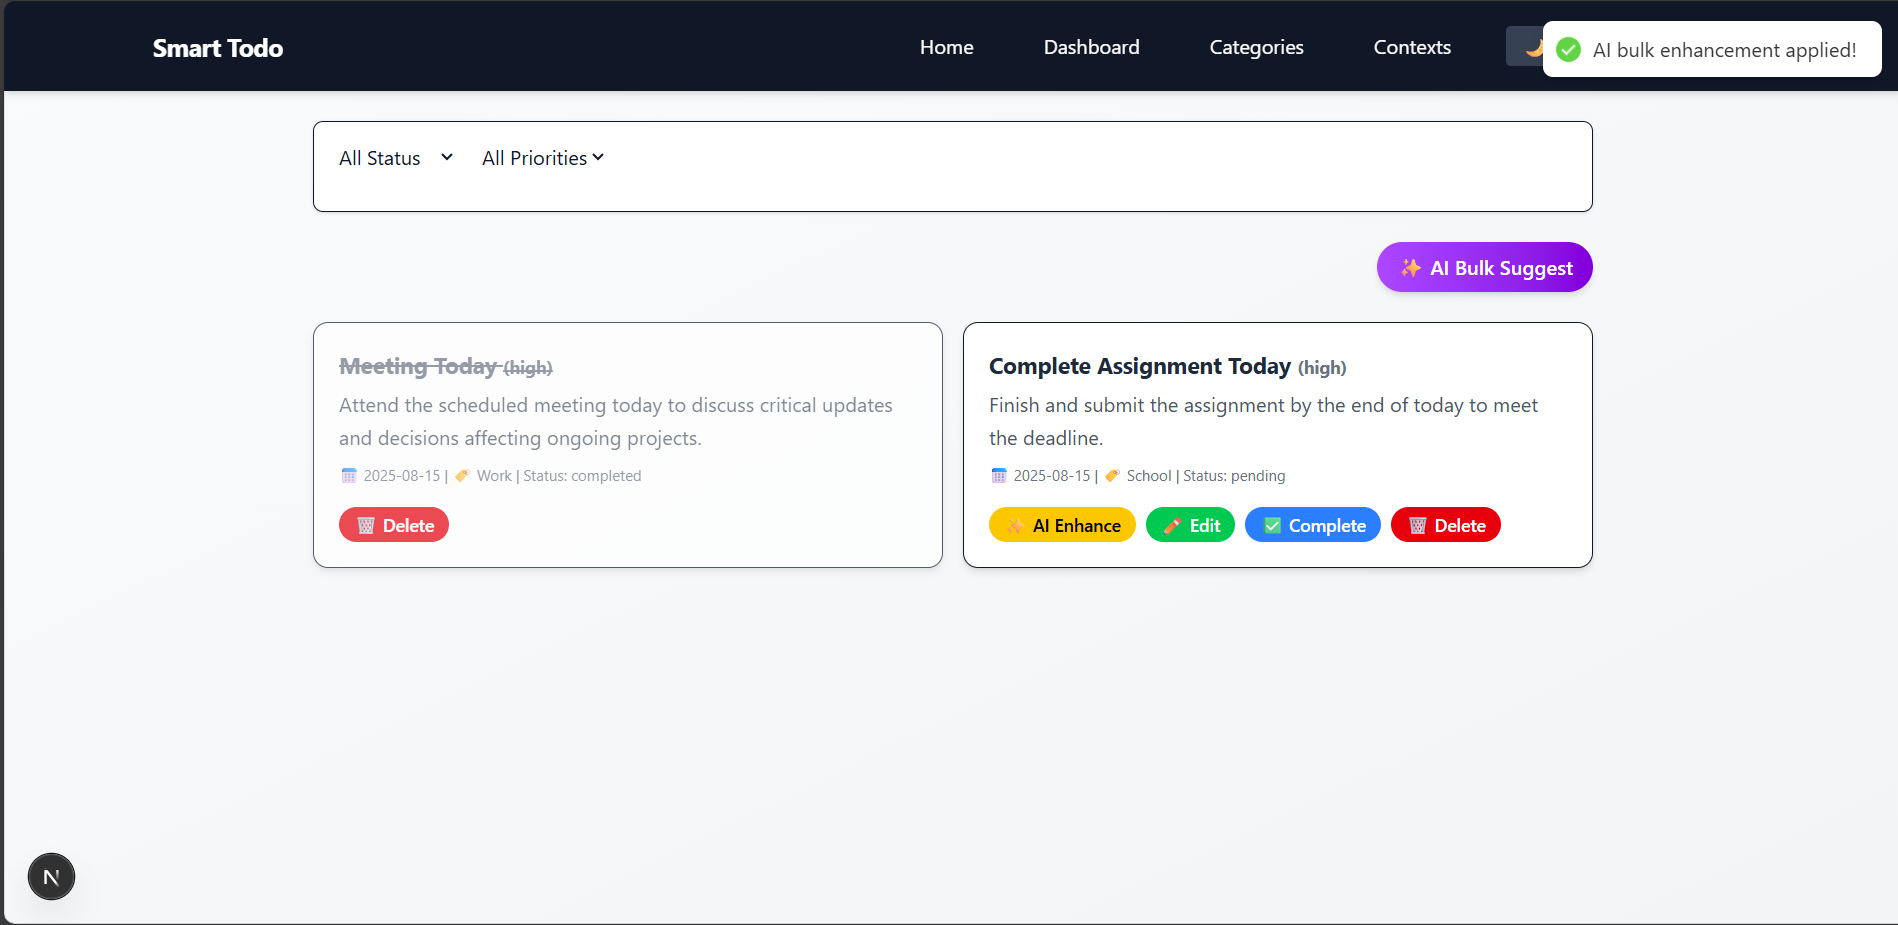 Smart Todo
Home
Dashboard
Categories
Contexts
AI bulk enhancement applied!
All Status
All Priorities
✨ AI Bulk Suggest
Meeting Today (high)
Attend the scheduled meeting today to discuss critical updates
and decisions affecting ongoing projects.
2025-08-15 | Work | Status: completed
Delete
Complete Assignment Today (high)
Finish and submit the assignment by the end of today to meet
the deadline.
2025-08-15 | School | Status: pending
AI Enhance
Edit
Complete
Delete
N